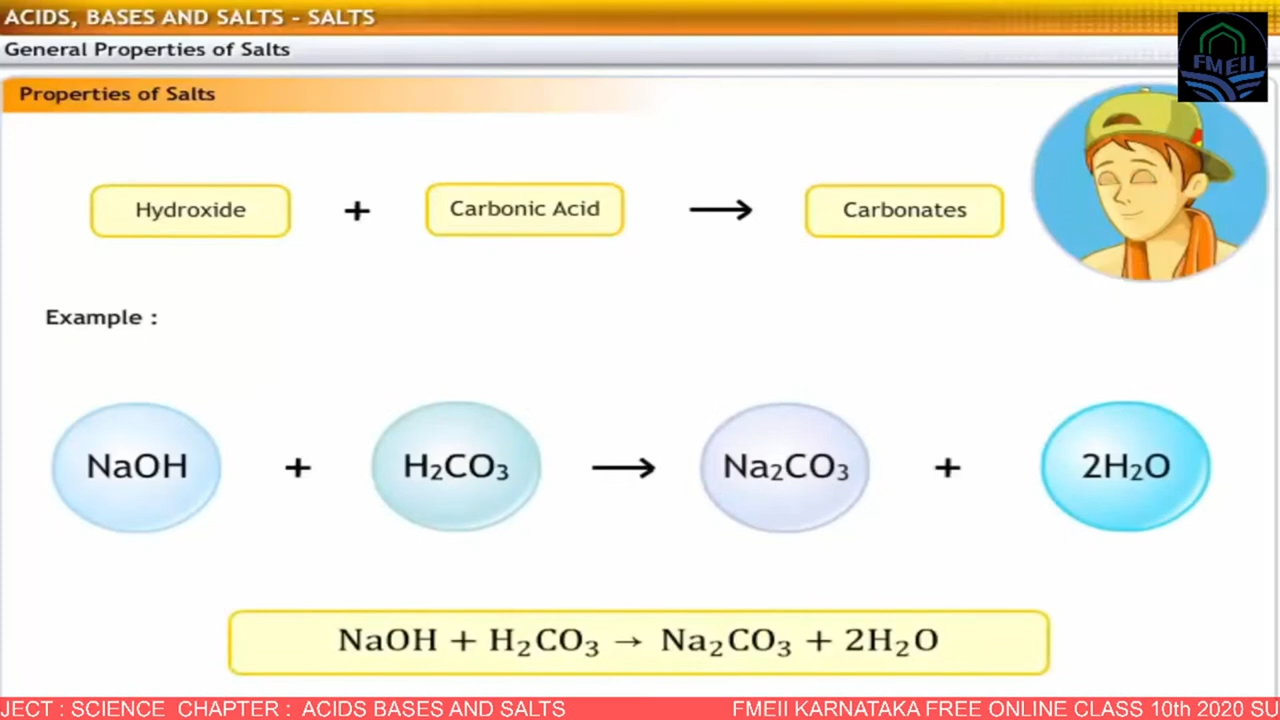 ACIDS, BASES AND SALTS - SALTS
General Properties of Salts
FMEII
Properties of Salts
Hydroxide + Carbonic Acid → Carbonates
Example :
NaOH + H₂CO₃ → Na₂CO₃ + 2H₂O
NaOH + H₂CO₃ → Na₂CO₃ + 2H₂O
JECT : SCIENCE CHAPTER : ACIDS BASES AND SALTS FMEII KARNATAKA FREE ONLINE CLASS 10th 2020 SU